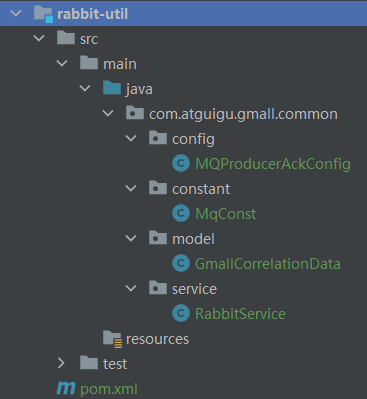 rabbit-util
src
main
java
com.atguigu.gmall.common
config
MQProducerAckConfig
constant
MqConst
model
GmallCorrelationData
service
RabbitService
resources
test
pom.xml